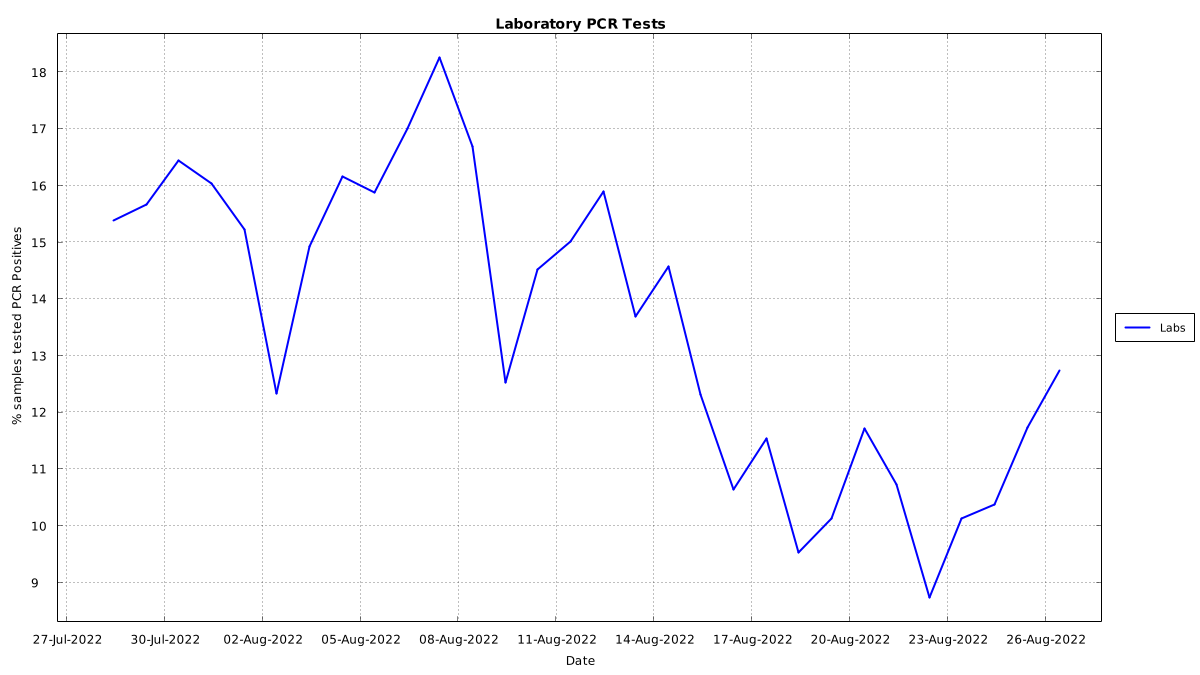 Laboratory PCR Tests
18
17
16
15
14
13
12
11
10
9
% samples tested PCR Positives
27-Jul-2022 30-Jul-2022 02-Aug-2022 05-Aug-2022 08-Aug-2022 11-Aug-2022 14-Aug-2022 17-Aug-2022 20-Aug-2022 23-Aug-2022 26-Aug-2022
Date
Labs